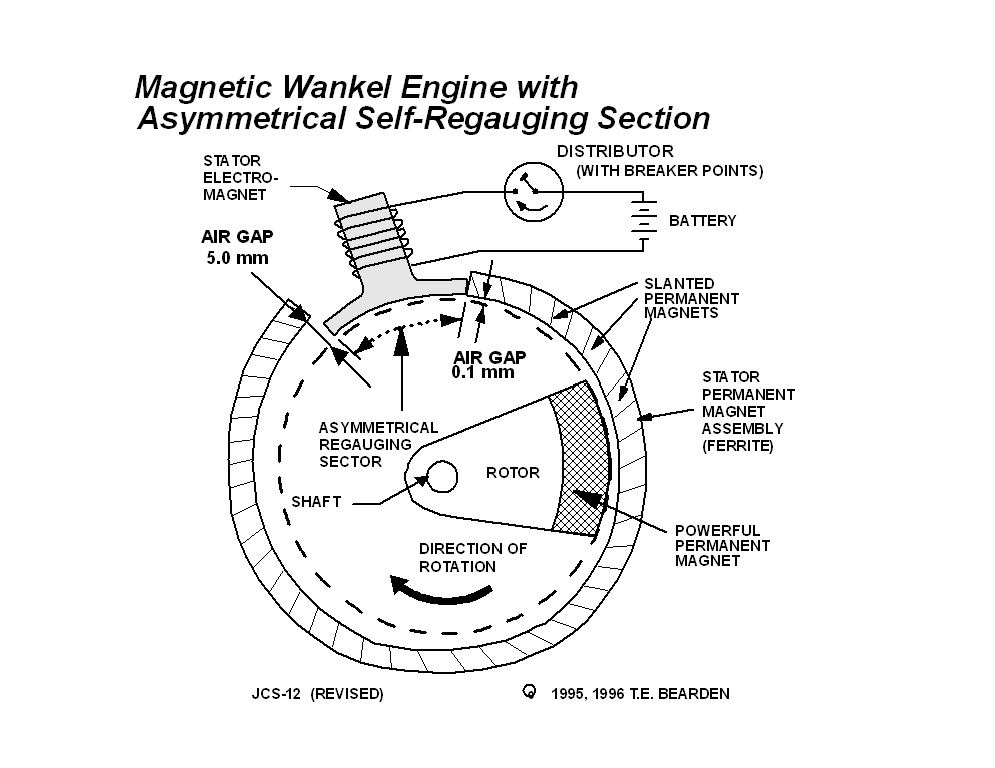 Magnetic Wankel Engine with
Asymmetrical Self-Regauging Section
STATOR
ELECTRO-
MAGNET
DISTRIBUTOR
(WITH BREAKER POINTS)
BATTERY
AIR GAP
5.0 mm
SLANTED
PERMANENT
MAGNETS
AIR GAP
0.1 mm
STATOR
PERMANENT
MAGNET
ASSEMBLY
(FERRITE)
ASYMMETRICAL
REGAUGING
SECTOR
ROTOR
SHAFT
POWERFUL
PERMANENT
MAGNET
DIRECTION OF
ROTATION
JCS-12 (REVISED)
© 1995, 1996 T.E. BEARDEN